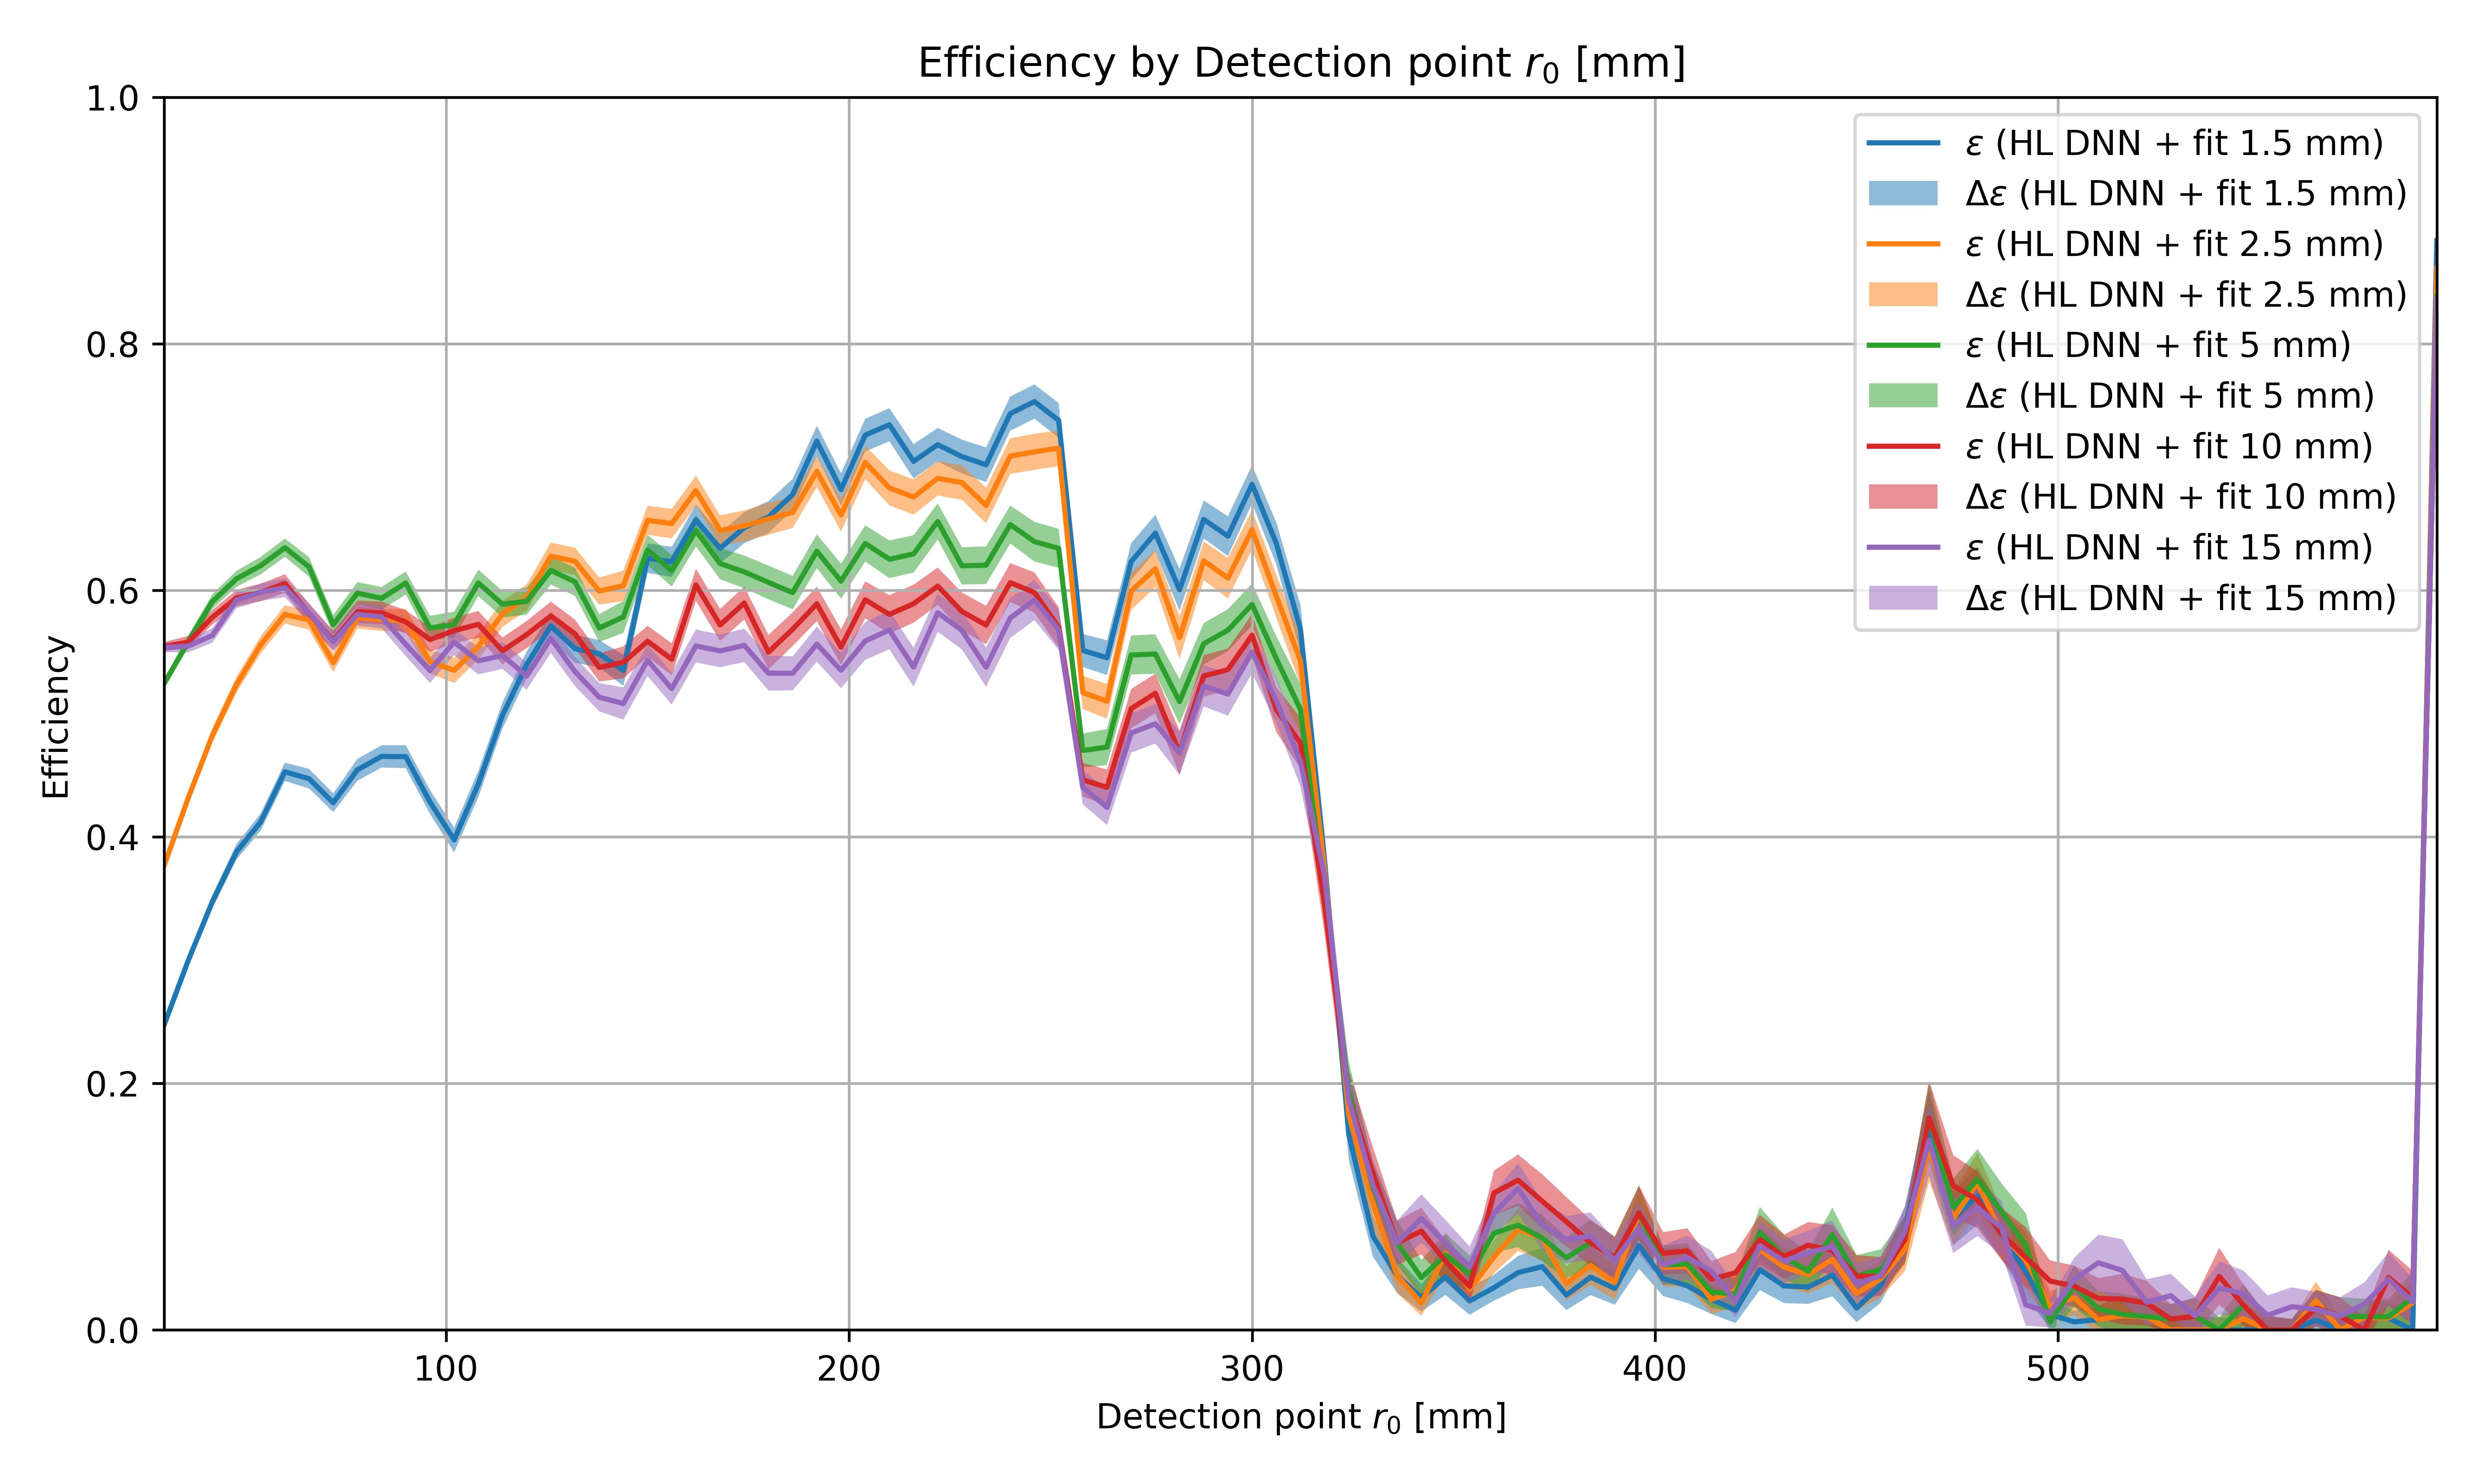 Efficiency by Detection point r₀ [mm]
1.0
0.8
0.6
0.4
0.2
0.0
Efficiency
ε (HL DNN + fit 1.5 mm)
Δε (HL DNN + fit 1.5 mm)
ε (HL DNN + fit 2.5 mm)
Δε (HL DNN + fit 2.5 mm)
ε (HL DNN + fit 5 mm)
Δε (HL DNN + fit 5 mm)
ε (HL DNN + fit 10 mm)
Δε (HL DNN + fit 10 mm)
ε (HL DNN + fit 15 mm)
Δε (HL DNN + fit 15 mm)
100 200 300 400 500
Detection point r₀ [mm]